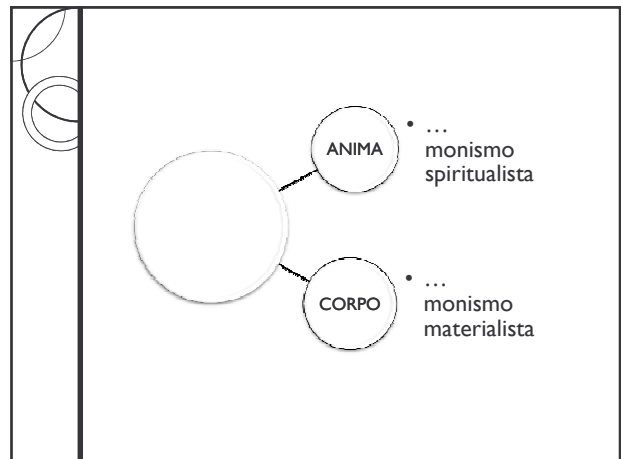 ANIMA
• …
monismo
spiritualista
CORPO
• …
monismo
materialista